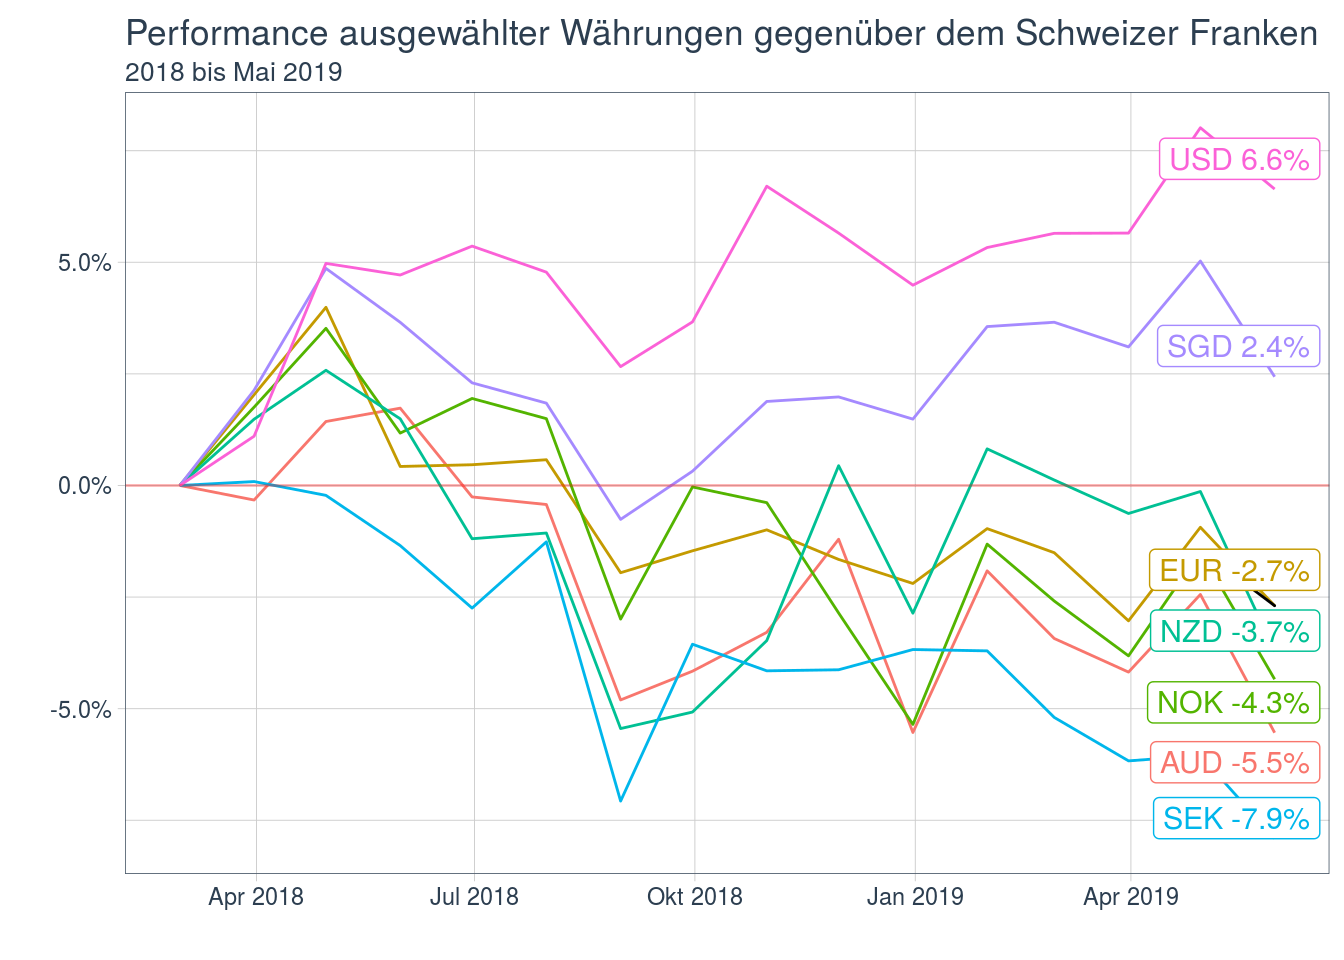 Performance ausgewählter Währungen gegenüber dem Schweizer Franken
2018 bis Mai 2019
USD 6.6%
5.0%
SGD 2.4%
0.0%
EUR -2.7%
NZD -3.7%
NOK -4.3%
-5.0%
AUD -5.5%
SEK -7.9%
Apr 2018 Jul 2018 Okt 2018 Jan 2019 Apr 2019